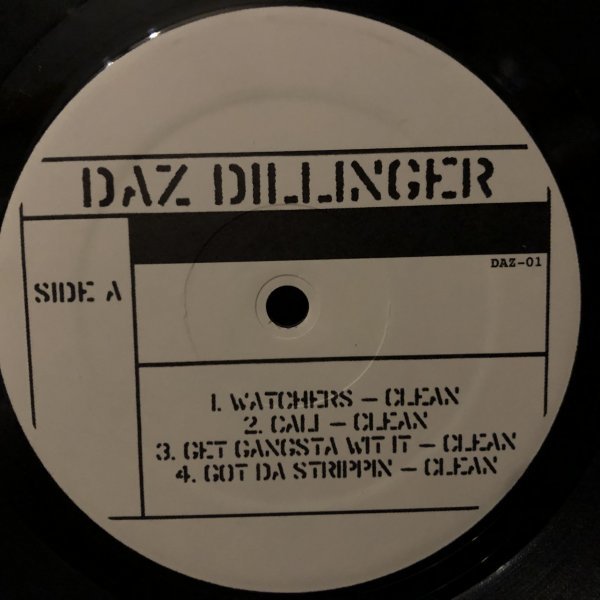 DAZ DILLINGER
DAZ-01
SIDE A
1. WATCHERS – CLEAN
2. CALI – CLEAN
3. GET GANGSTA WIT IT – CLEAN
4. GOT DA STRIPPIN – CLEAN